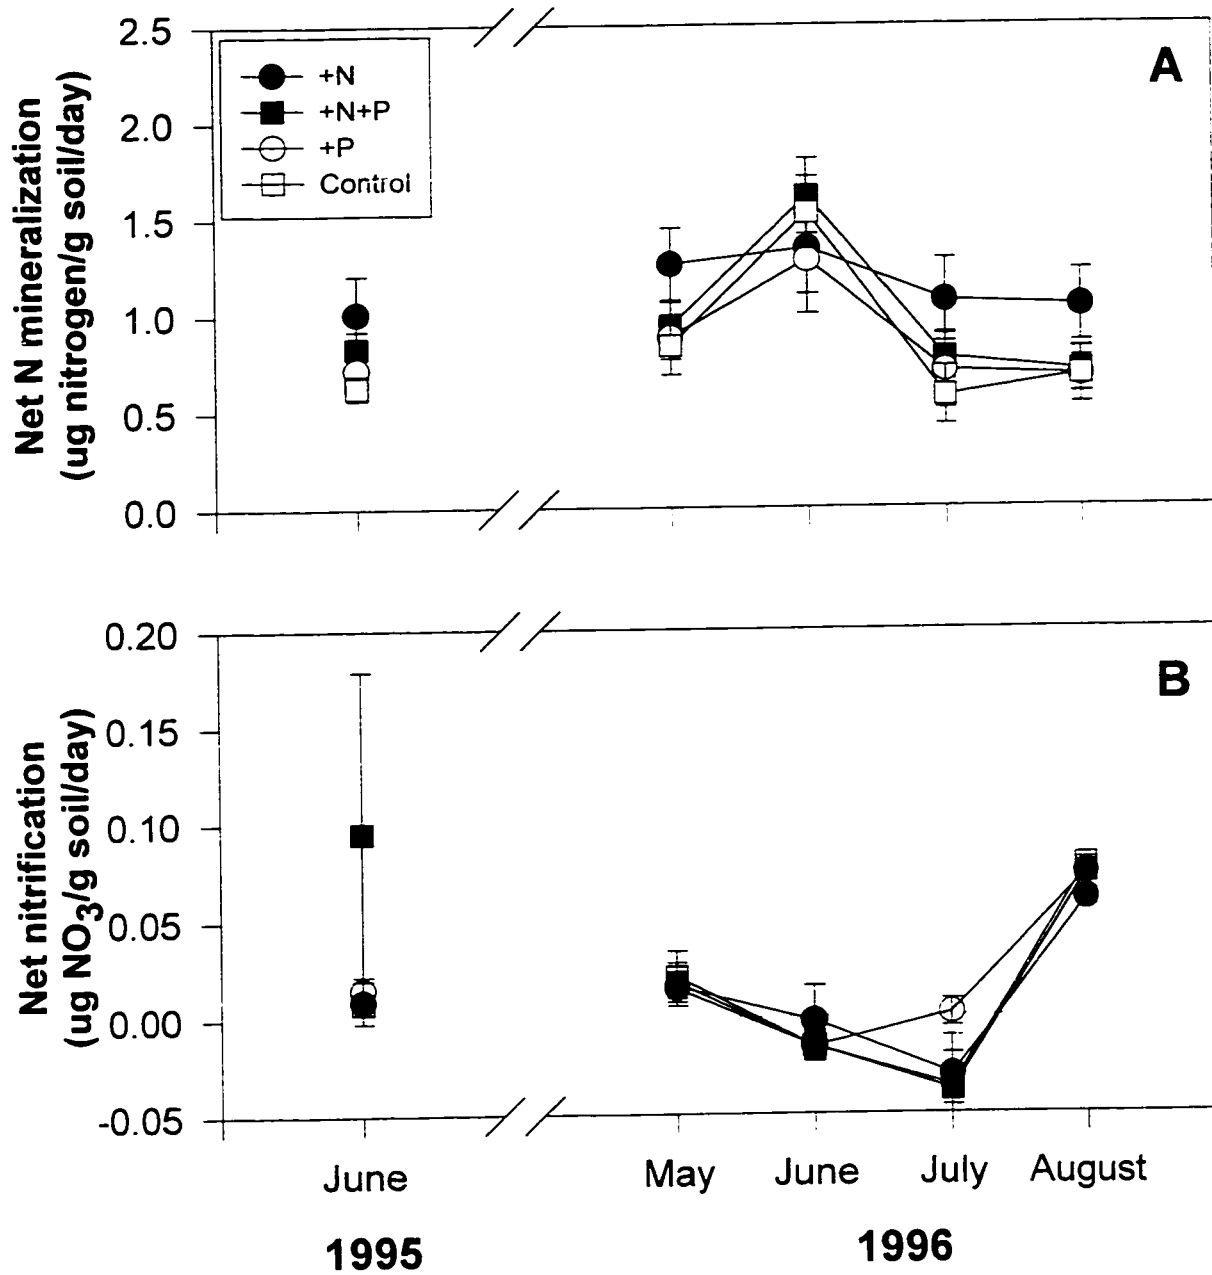 A
2.5
2.0
1.5
1.0
0.5
0.0
Net N mineralization
(ug nitrogen/g soil/day)
+N
+N+P
+P
Control
B
0.20
0.15
0.10
0.05
0.00
-0.05
Net nitrification
(ug NO3/g soil/day)
June
May
June
July
August
1995
1996